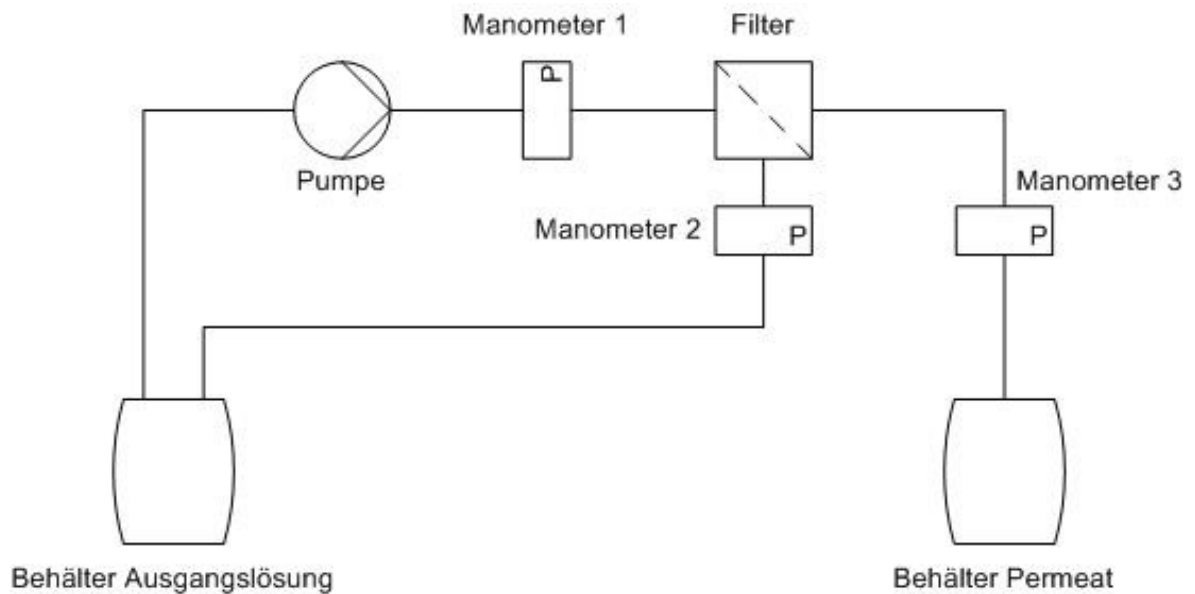 Manometer 1
Filter
P
Pumpe
Manometer 3
Manometer 2
P
P
Behälter Ausgangslösung
Behälter Permeat